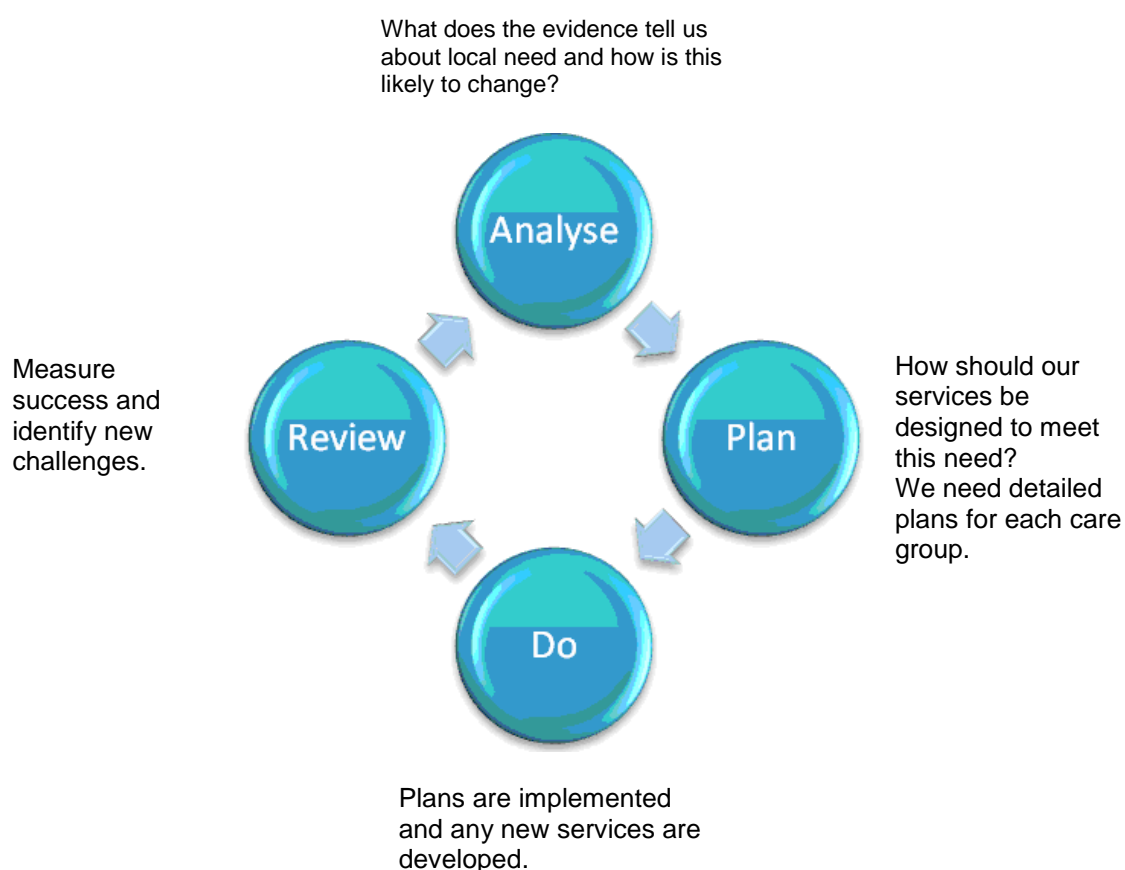 What does the evidence tell us
about local need and how is this
likely to change?
Analyse
Measure
success and
identify new
challenges.
Review
Plan
How should our
services be
designed to meet
this need?
We need detailed
plans for each care
group.
Do
Plans are implemented
and any new services are
developed.